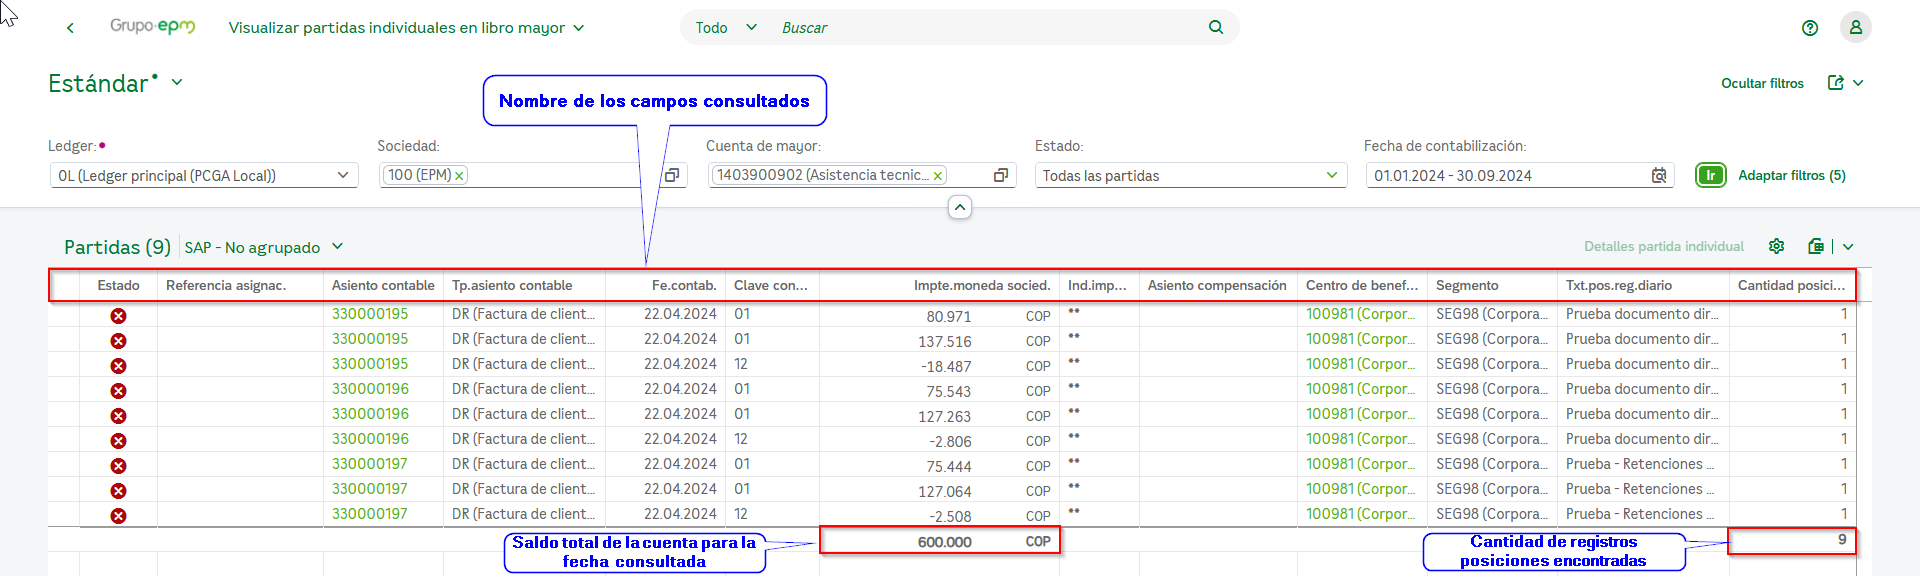 Grupo·epm
Visualizar partidas individuales en libro mayor
Todo
Buscar
Estándar
Ocultar filtros
Nombre de los campos consultados
Ledger:
Sociedad:
Cuenta de mayor:
Estado:
Fecha de contabilización:
0L (Ledger principal (PCGA Local))
100 (EPM)
1403900902 (Asistencia tecnic...
Todas las partidas
01.01.2024 - 30.09.2024
Ir
Adaptar filtros (5)
Partidas (9)
SAP - No agrupado
Detalles partida individual
Estado Referencia asignac. Asiento contable Tp.asiento contable Fe.contab. Clave con... Impte.moneda socied. Ind.imp... Asiento compensación Centro de benef... Segmento Txt.pos.reg.diario Cantidad posici...
330000195 DR (Factura de client... 22.04.2024 01 80.971 COP ** 100981 (Corpor... SEG98 (Corpora... Prueba documento dir... 1
330000195 DR (Factura de client... 22.04.2024 01 137.516 COP ** 100981 (Corpor... SEG98 (Corpora... Prueba documento dir... 1
330000195 DR (Factura de client... 22.04.2024 12 -18.487 COP ** 100981 (Corpor... SEG98 (Corpora... Prueba documento dir... 1
330000196 DR (Factura de client... 22.04.2024 01 75.543 COP ** 100981 (Corpor... SEG98 (Corpora... Prueba documento dir... 1
330000196 DR (Factura de client... 22.04.2024 01 127.263 COP ** 100981 (Corpor... SEG98 (Corpora... Prueba documento dir... 1
330000196 DR (Factura de client... 22.04.2024 12 -2.806 COP ** 100981 (Corpor... SEG98 (Corpora... Prueba documento dir... 1
330000197 DR (Factura de client... 22.04.2024 01 75.444 COP ** 100981 (Corpor... SEG98 (Corpora... Prueba - Retenciones ... 1
330000197 DR (Factura de client... 22.04.2024 01 127.064 COP ** 100981 (Corpor... SEG98 (Corpora... Prueba - Retenciones ... 1
330000197 DR (Factura de client... 22.04.2024 12 -2.508 COP ** 100981 (Corpor... SEG98 (Corpora... Prueba - Retenciones ... 1
600.000 COP 9
Saldo total de la cuenta para la
fecha consultada
Cantidad de registros
posiciones encontradas